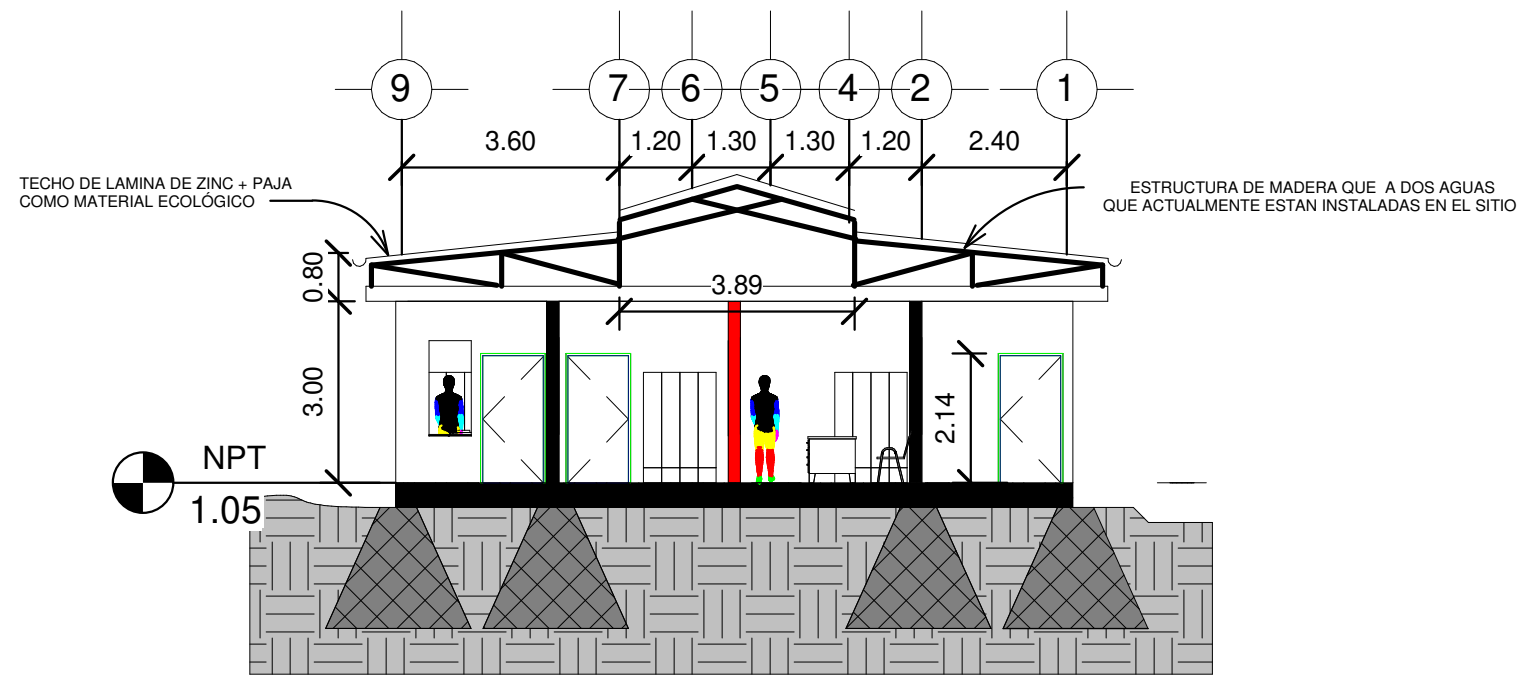 9 7 6 5 4 2 1
3.60 1.20 1.30 1.30 1.20 2.40
TECHO DE LAMINA DE ZINC + PAJA
COMO MATERIAL ECOLÓGICO
ESTRUCTURA DE MADERA QUE A DOS AGUAS
QUE ACTUALMENTE ESTAN INSTALADAS EN EL SITIO
0.80
3.89
3.00
2.14
NPT
1.05